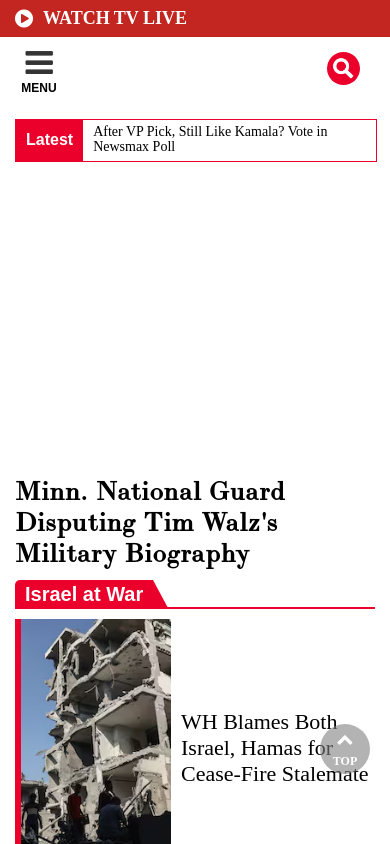 WATCH TV LIVE
MENU
Latest
After VP Pick, Still Like Kamala? Vote in
Newsmax Poll
Minn. National Guard
Disputing Tim Walz's
Military Biography
Israel at War
WH Blames Both
Israel, Hamas for
Cease-Fire Stalemate
TOP